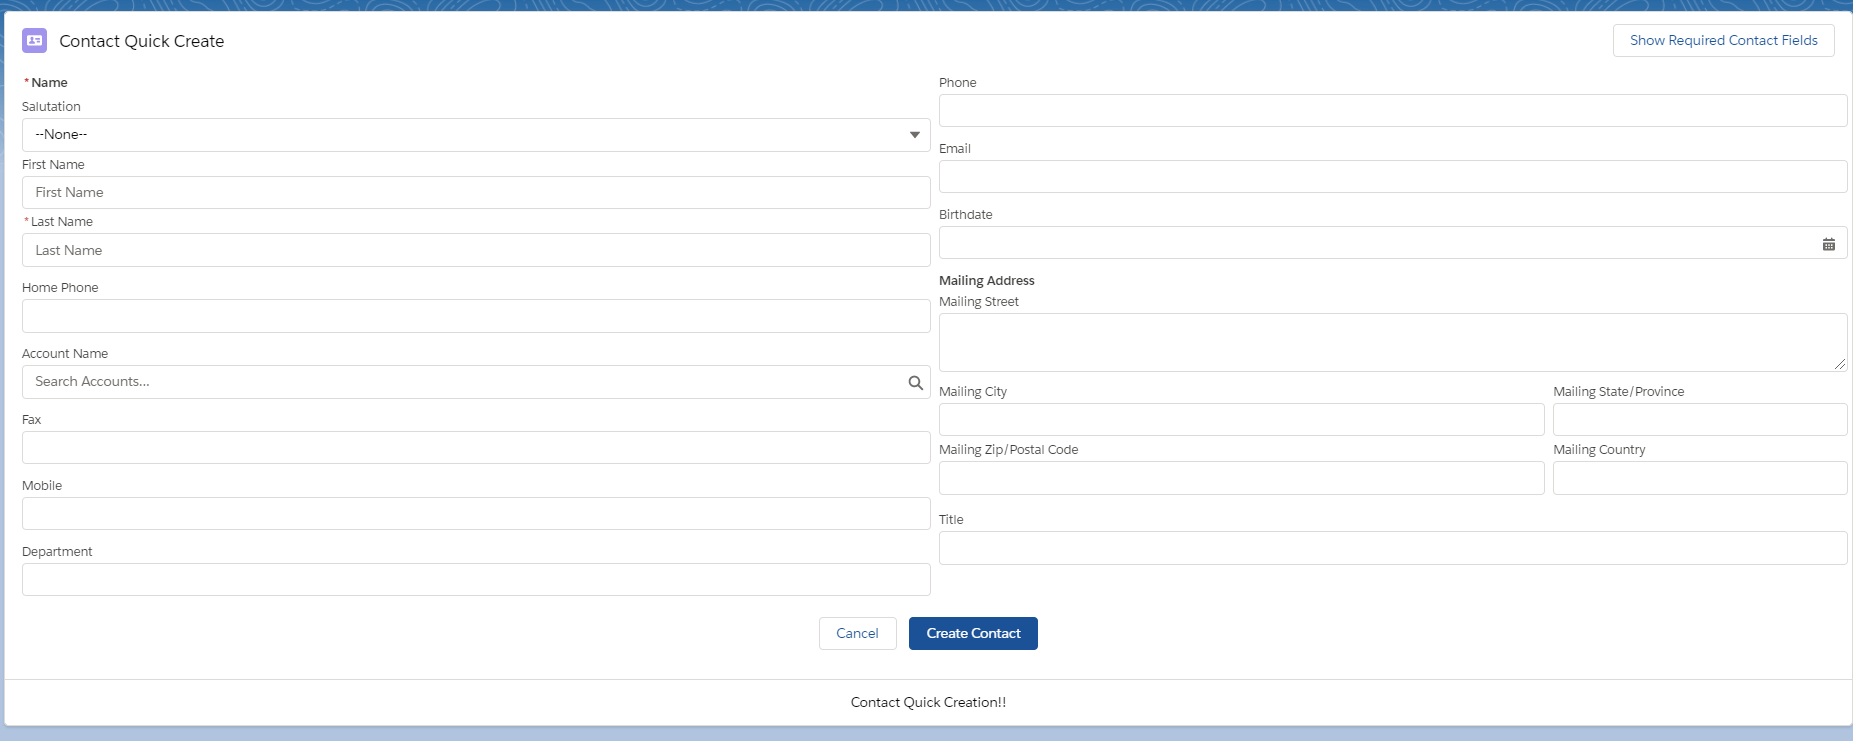 Contact Quick Create
Show Required Contact Fields
*Name
Salutation
--None--
First Name
First Name
*Last Name
Last Name
Home Phone
Account Name
Search Accounts...
Fax
Mobile
Department
Phone
Email
Birthdate
Mailing Address
Mailing Street
Mailing City
Mailing State/Province
Mailing Zip/Postal Code
Mailing Country
Title
Cancel
Create Contact
Contact Quick Creation!!